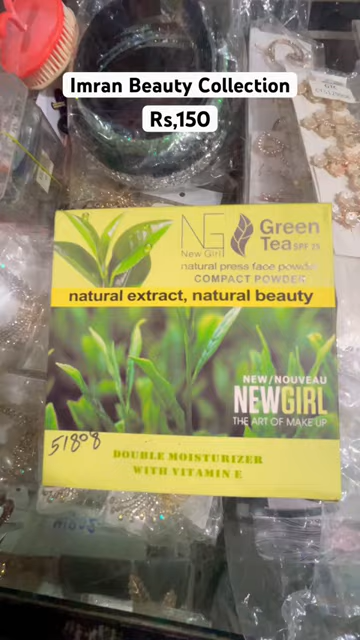 Imran Beauty Collection
Rs,150
NG
New Girl
Green
Tea SPF 25
natural press face powder
COMPACT POWDER
natural extract, natural beauty
NEW/NOUVEAU
NEWGIRL
THE ART OF MAKE UP
51808
DOUBLE MOISTURIZER
WITH VITAMIN E